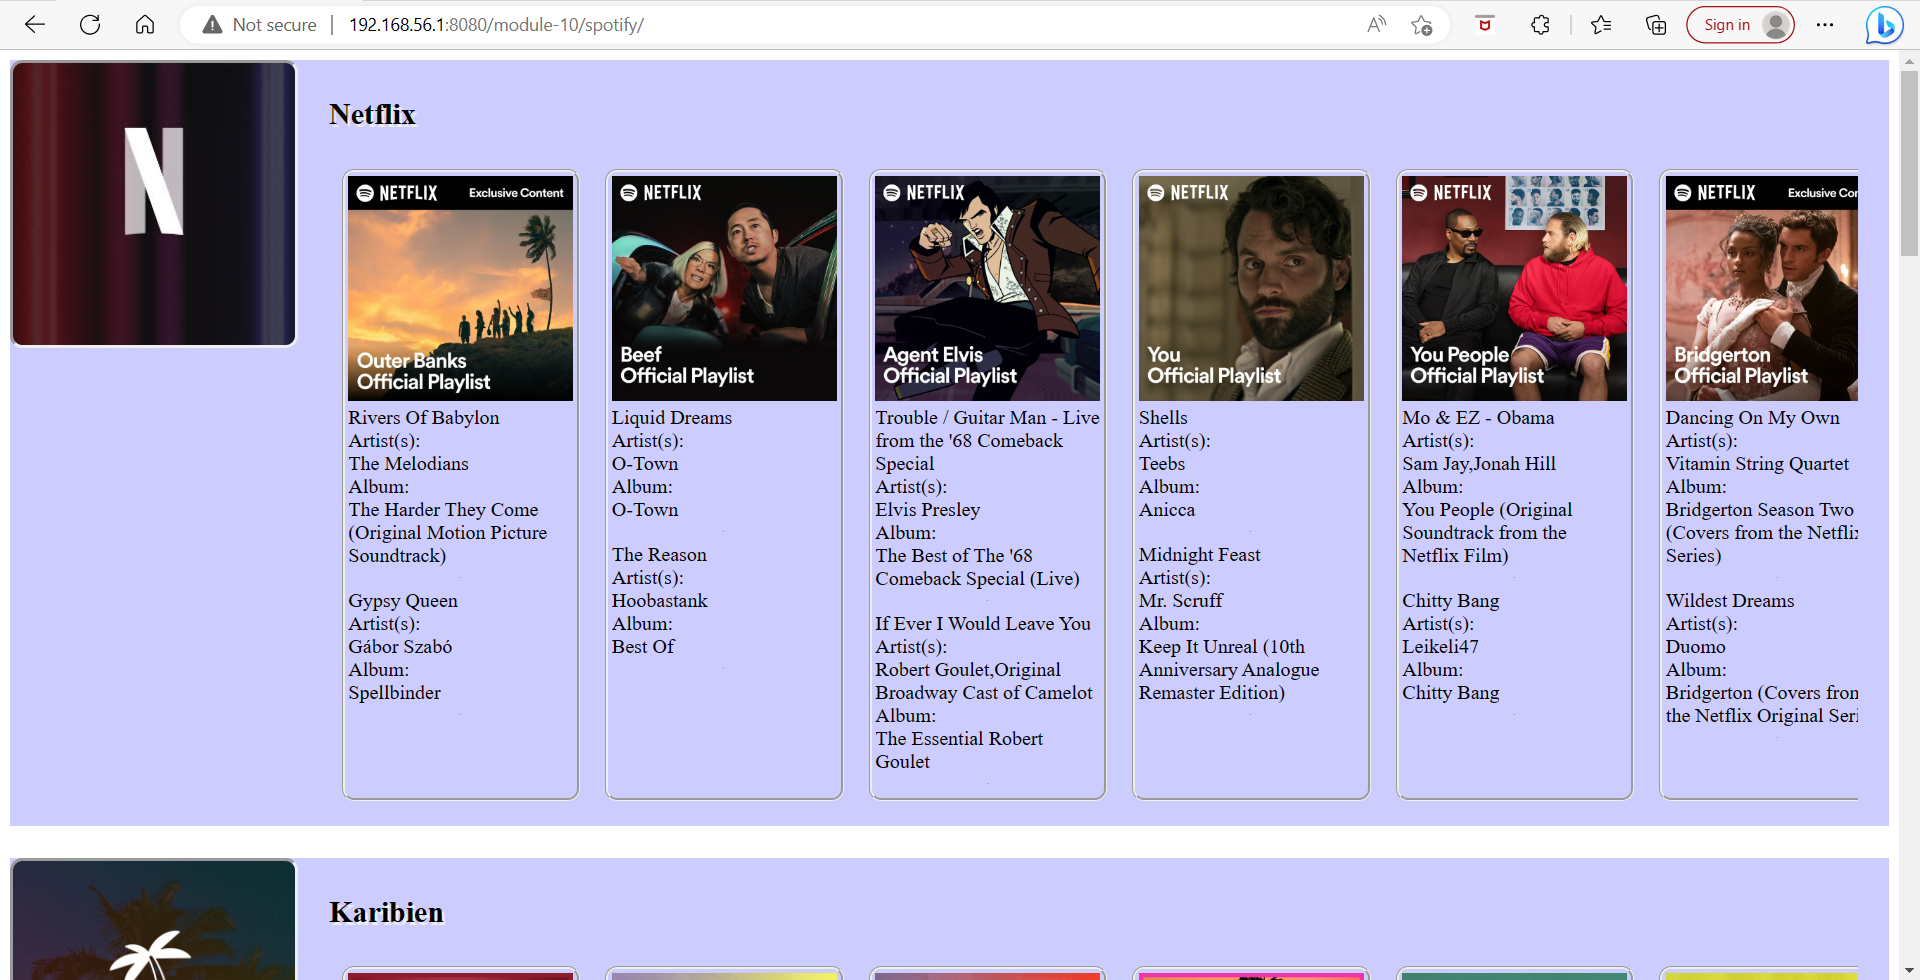 Not secure
192.168.56.1:8080/module-10/spotify/
Sign in
N
Netflix
NETFLIX Exclusive Content
Outer Banks
Official Playlist
Rivers Of Babylon
Artist(s):
The Melodians
Album:
The Harder They Come
(Original Motion Picture
Soundtrack)
Gypsy Queen
Artist(s):
Gábor Szabó
Album:
Spellbinder
NETFLIX
Beef
Official Playlist
Liquid Dreams
Artist(s):
O-Town
Album:
O-Town
The Reason
Artist(s):
Hoobastank
Album:
Best Of
NETFLIX
Agent Elvis
Official Playlist
Trouble / Guitar Man - Live
from the '68 Comeback
Special
Artist(s):
Elvis Presley
Album:
The Best of The '68
Comeback Special (Live)
If Ever I Would Leave You
Artist(s):
Robert Goulet,Original
Broadway Cast of Camelot
Album:
The Essential Robert
Goulet
NETFLIX
You
Official Playlist
Shells
Artist(s):
Teebs
Album:
Anicca
Midnight Feast
Artist(s):
Mr. Scruff
Album:
Keep It Unreal (10th
Anniversary Analogue
Remaster Edition)
NETFLIX
You People
Official Playlist
Mo & EZ - Obama
Artist(s):
Sam Jay,Jonah Hill
Album:
You People (Original
Soundtrack from the
Netflix Film)
Chitty Bang
Artist(s):
Leikeli47
Album:
Chitty Bang
NETFLIX Exclusive Cor
Bridgerton
Official Playlist
Dancing On My Own
Artist(s):
Vitamin String Quartet
Album:
Bridgerton Season Two
(Covers from the Netflix
Series)
Wildest Dreams
Artist(s):
Duomo
Album:
Bridgerton (Covers from
the Netflix Original Seri
Karibien